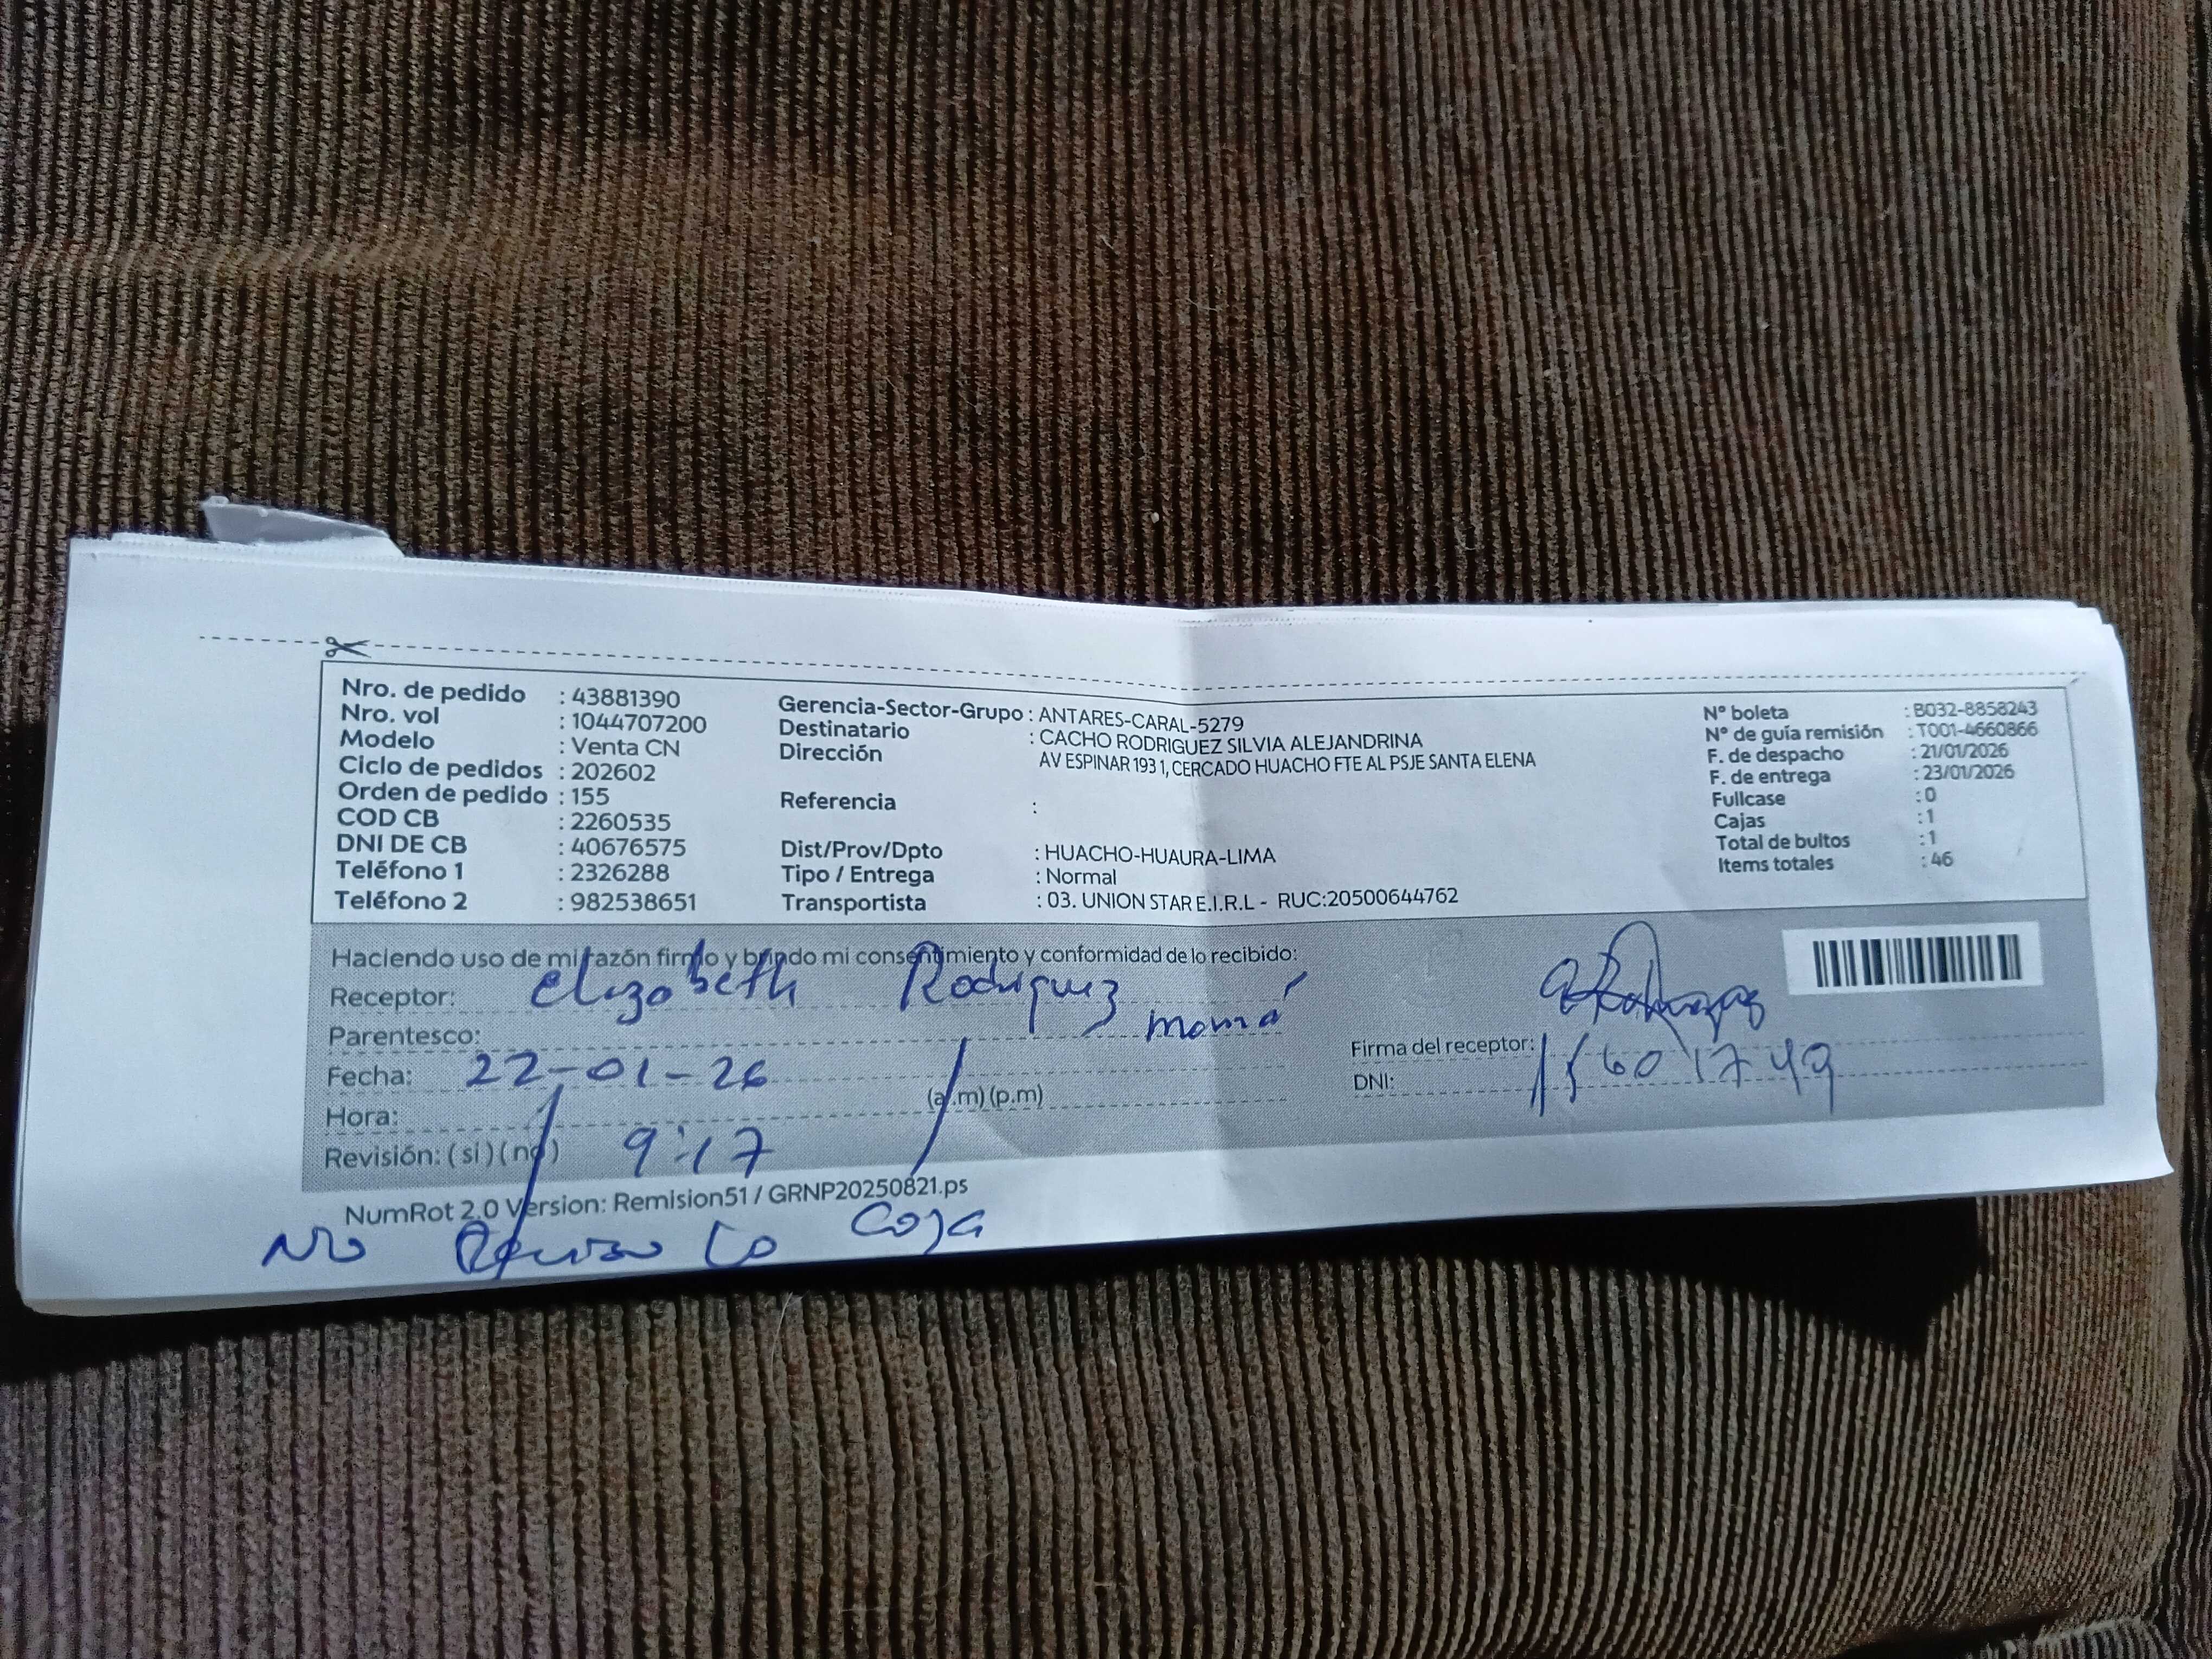 Nro. de pedido : 43881390
Nro. vol : 1044707200
Modelo : Venta CN
Ciclo de pedidos : 202602
Orden de pedido : 155
COD CB : 2260535
DNI DE CB : 40676575
Teléfono 1 : 2326288
Teléfono 2 : 982538651
Gerencia-Sector-Grupo : ANTARES-CARAL-5279
Destinatario : CACHO RODRIGUEZ SILVIA ALEJANDRINA
Dirección AV ESPINAR 193 1, CERCADO HUACHO FTE AL PSJE SANTA ELENA
Referencia :
Dist/Prov/Dpto : HUACHO-HUAURA-LIMA
Tipo / Entrega : Normal
Transportista : 03. UNION STAR E.I.R.L - RUC:20500644762
N° boleta : B032-8858243
N° de guía remisión : T001-4660866
F. de despacho : 21/01/2026
F. de entrega : 23/01/2026
Fullcase : 0
Cajas : 1
Total de bultos : 1
Items totales : 46
Haciendo uso de mi razón firmo y brindo mi consentimiento y conformidad de lo recibido:
Receptor: Elizabeth Rodriguez
Parentesco: mamá
Fecha: 22-01-26
Hora: (a.m) (p.m)
Revisión: ( si ) ( no ) 9:17
Firma del receptor:
DNI: 15601749
NumRot 2.0 Version: Remision51 / GRNP20250821.ps
No Reviso la Caja